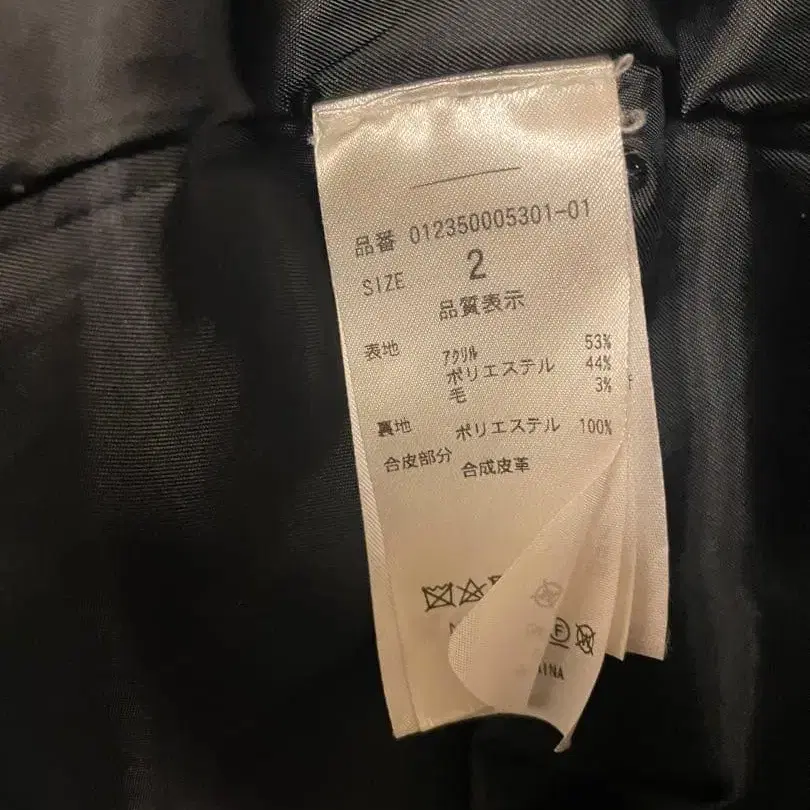 品番 012350005301-01
SIZE 2
品質表示
表地 アクリル 53%
ポリエステル 44%
毛 3%
裏地 ポリエステル 100%
合皮部分 合成皮革
F W